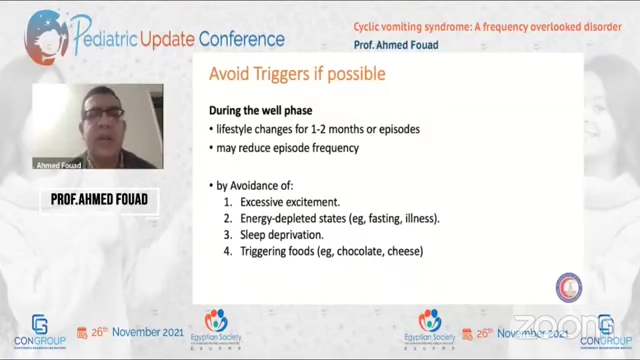 Pediatric Update Conference
Cyclic vomiting syndrome: A frequency overlooked disorder
Prof. Ahmed Fouad
Avoid Triggers if possible
During the well phase
• lifestyle changes for 1-2 months or episodes
• may reduce episode frequency
• by Avoidance of:
1. Excessive excitement.
2. Energy-depleted states (eg, fasting, illness).
3. Sleep deprivation.
4. Triggering foods (eg, chocolate, cheese)
Ahmed Fouad
PROF.AHMED FOUAD
CONGROUP
26th November 2021
Egyptian Society
Egyptian Society
26th November 2021
CONGROUP
zoom